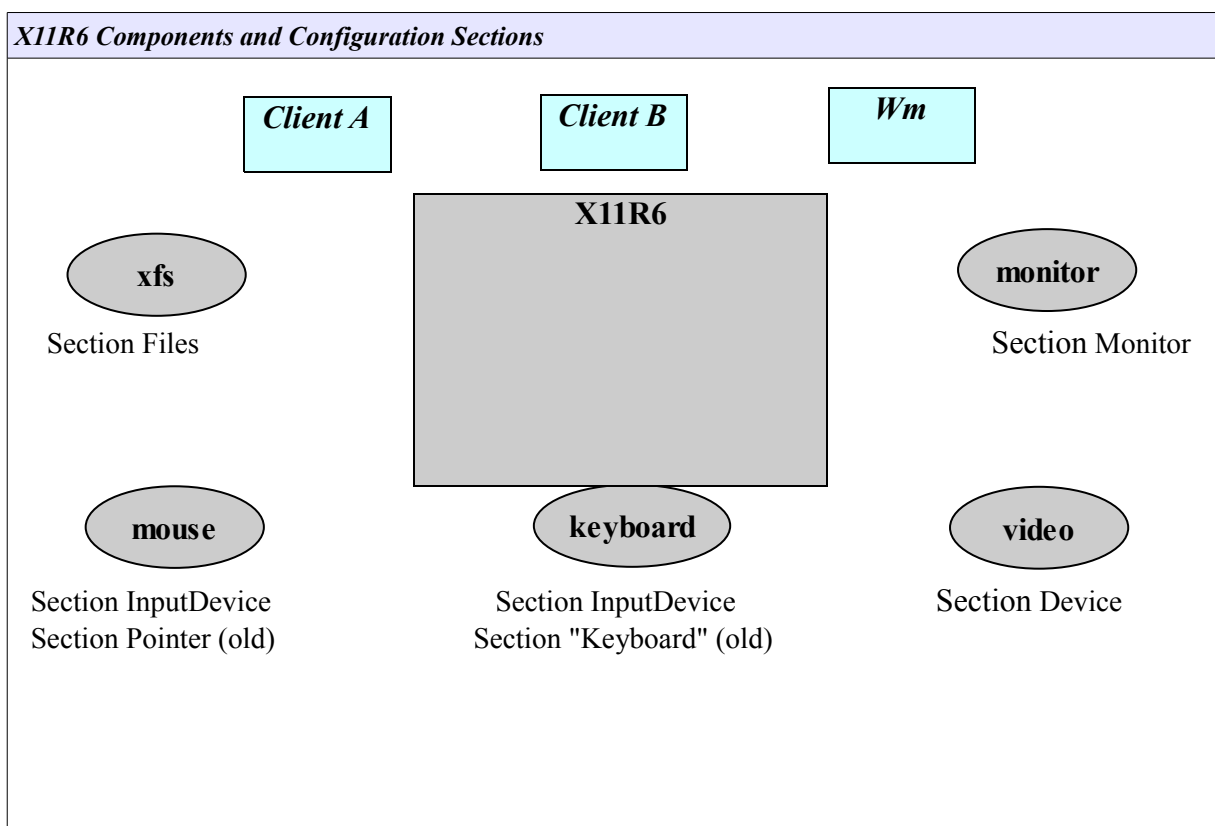 X11R6 Components and Configuration Sections
Client A
Client B
Wm
X11R6
xfs
monitor
Section Files
Section Monitor
mouse
keyboard
video
Section InputDevice
Section Pointer (old)
Section InputDevice
Section "Keyboard" (old)
Section Device